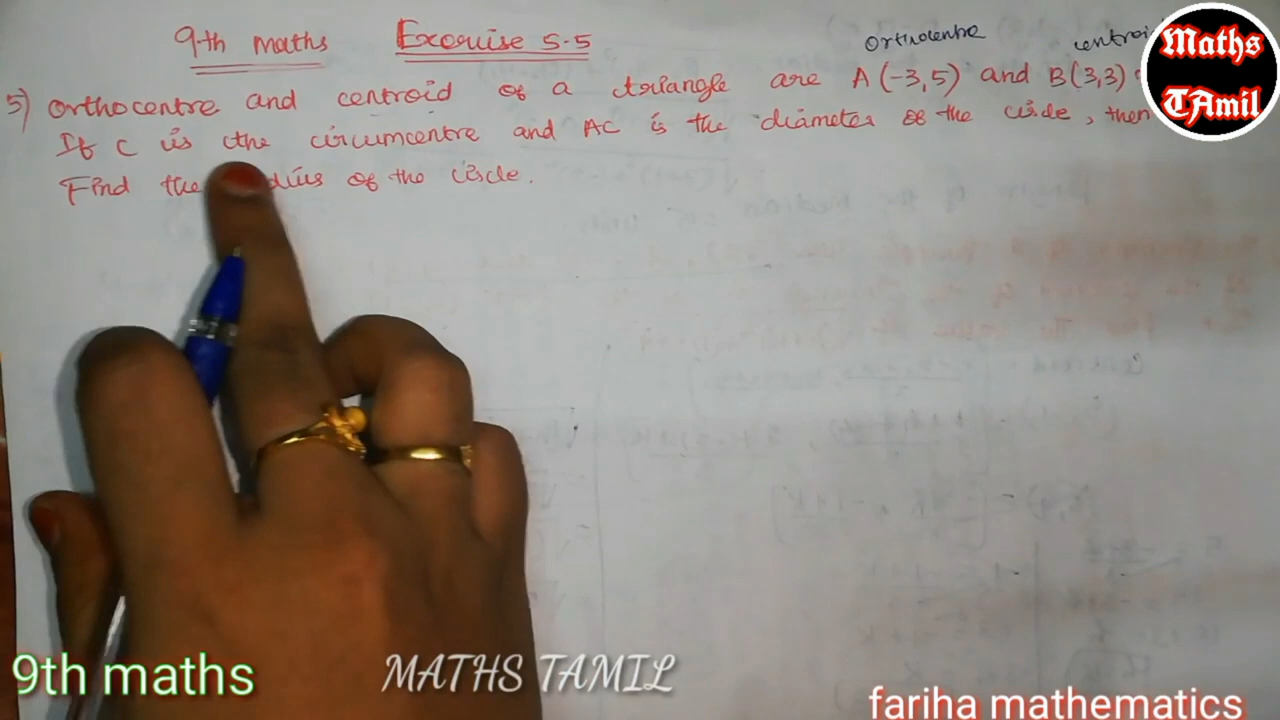 9-th maths Exercise 5.5
Orthocentre
5) Orthocentre and centroid of a triangle are A(-3,5) and B(3,3)
If C is the circumcentre and AC is the diameter of the circle, then
Find the of the circle.
Maths
TAmil
9th maths
MATHS TAMIL
fariha mathematics